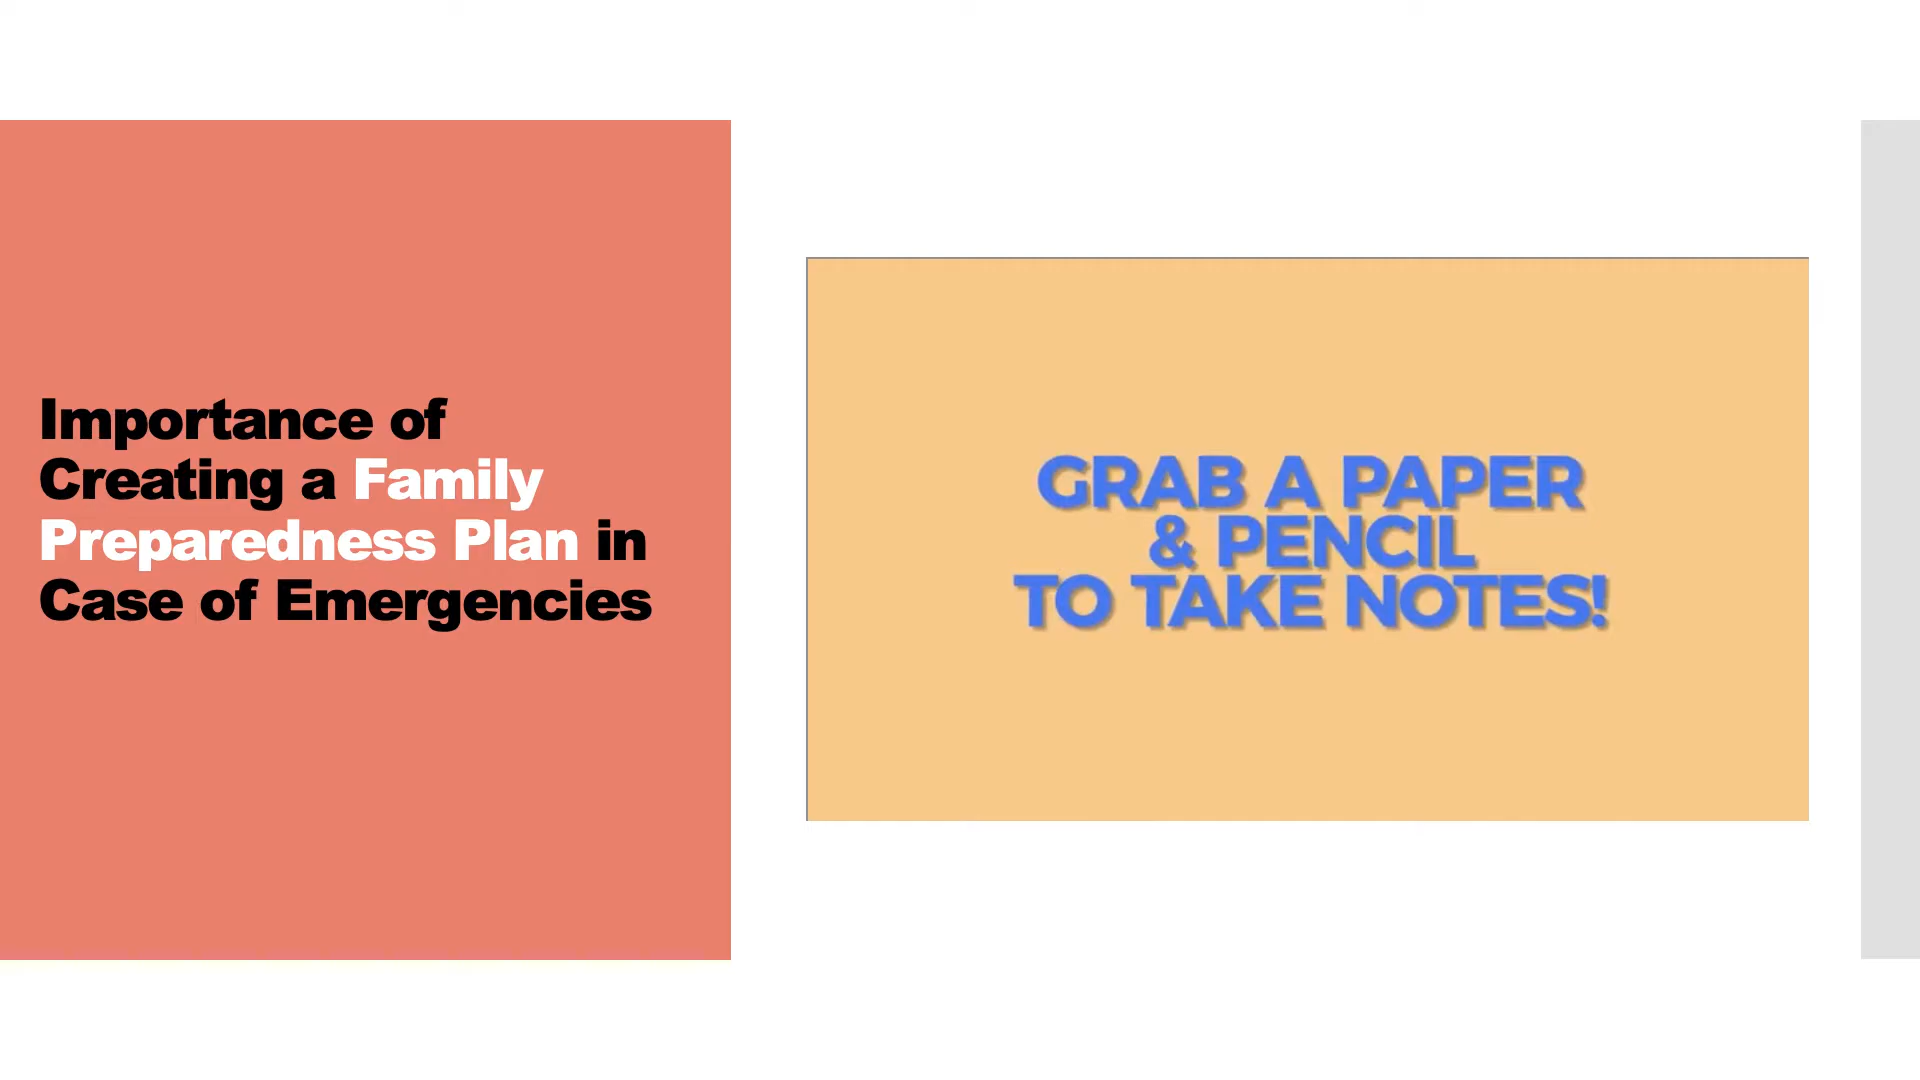 Importance of
Creating a Family
Preparedness Plan in
Case of Emergencies
GRAB A PAPER
& PENCIL
TO TAKE NOTES!